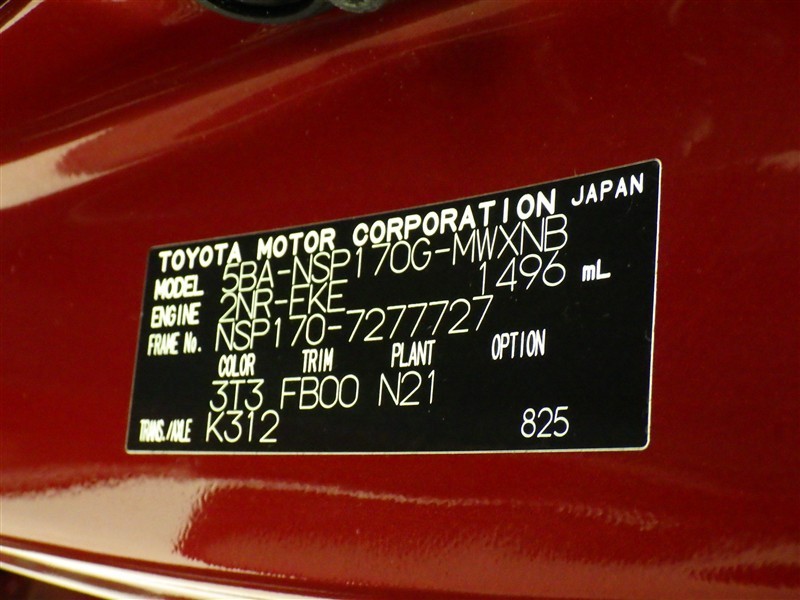 TOYOTA MOTOR CORPORATION JAPAN
MODEL 5BA-NSP170G-MWXNB
ENGINE 2NR-FKE 1496 mL
FRAME No. NSP170-7277727
COLOR TRIM PLANT OPTION
3T3 FB00 N21
TRANS./AXLE K312 825